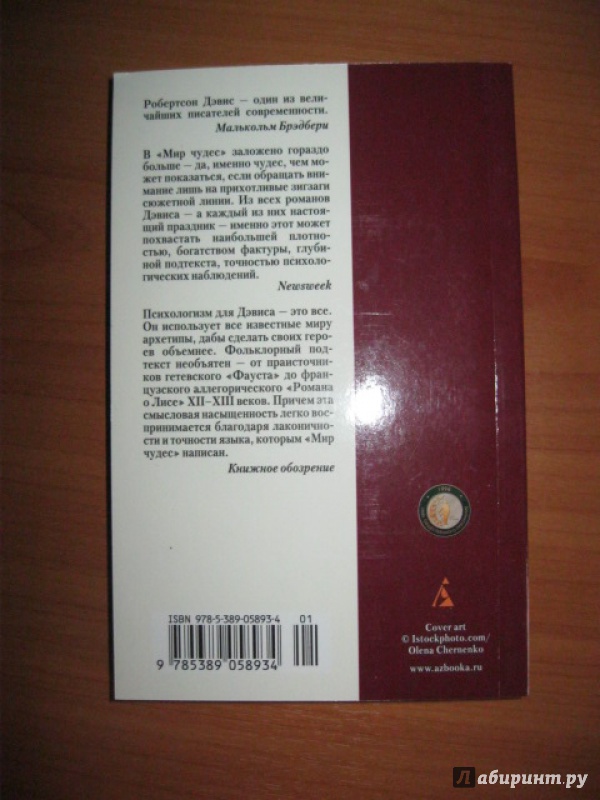 Робертсон Дэвис — один из вели-
чайших писателей современности.
Малькольм Брэдбери
В «Мир чудес» заложено гораздо
больше — да, именно чудес, чем мо-
жет показаться, если обращать вни-
мание лишь на прихотливые зигзаги
сюжетной линии. Из всех романов
Дэвиса — а каждый из них настоя-
щий праздник — именно этот может
похвастать наибольшей плотно-
стью, богатством фактуры, глуби-
ной подтекста, точностью психоло-
гических наблюдений.
Newsweek
Психологизм для Дэвиса — это все.
Он использует все известные миру
архетипы, дабы сделать своих геро-
ев объемнее. Фольклорный под-
текст необъятен — от праисточни-
ков гетевского «Фауста» до фран-
цузского аллегорического «Романа
о Лисе» XII–XIII веков. Причем эта
смысловая насыщенность легко вос-
принимается благодаря лаконично-
сти и точности языка, которым «Мир
чудес» написан.
Книжное обозрение
ISBN 978-5-389-05893-4
01
9 785389 058934
Cover art
© Istockphoto.com/
Olena Chernenko
www.azbooka.ru
лабиринт.ру